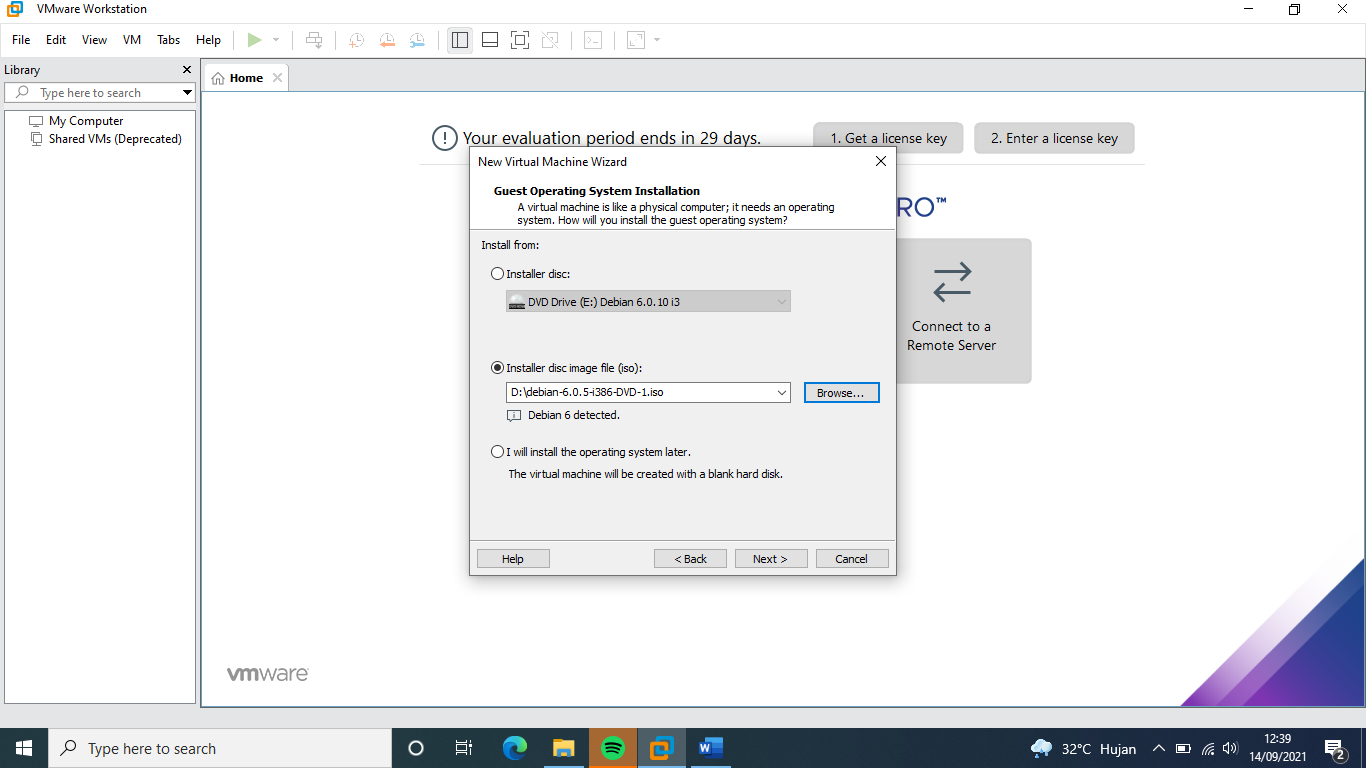 VMware Workstation
File Edit View VM Tabs Help
Library
Type here to search
My Computer
Shared VMs (Deprecated)
Home
Your evaluation period ends in 29 days.
1. Get a license key
2. Enter a license key
RO™
Connect to a
Remote Server
New Virtual Machine Wizard
Guest Operating System Installation
A virtual machine is like a physical computer; it needs an operating
system. How will you install the guest operating system?
Install from:
Installer disc:
DVD Drive (E:) Debian 6.0.10 i3
Installer disc image file (iso):
D:\debian-6.0.5-i386-DVD-1.iso
Browse...
Debian 6 detected.
I will install the operating system later.
The virtual machine will be created with a blank hard disk.
Help
< Back
Next >
Cancel
vmware
Type here to search
32°C Hujan
12:39
14/09/2021
2